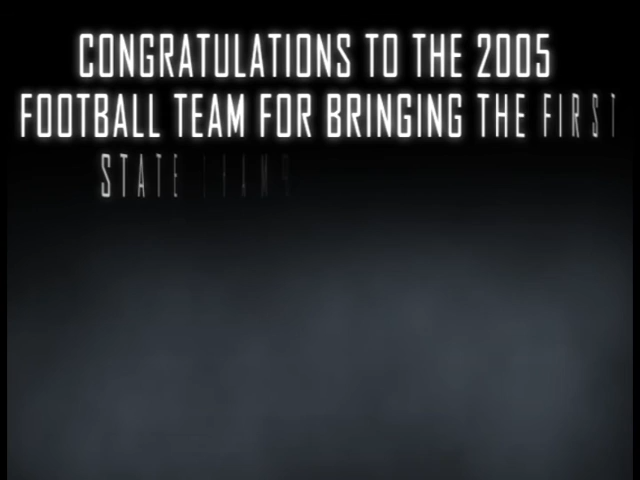 CONGRATULATIONS TO THE 2005
FOOTBALL TEAM FOR BRINGING THE FIRST
STATE